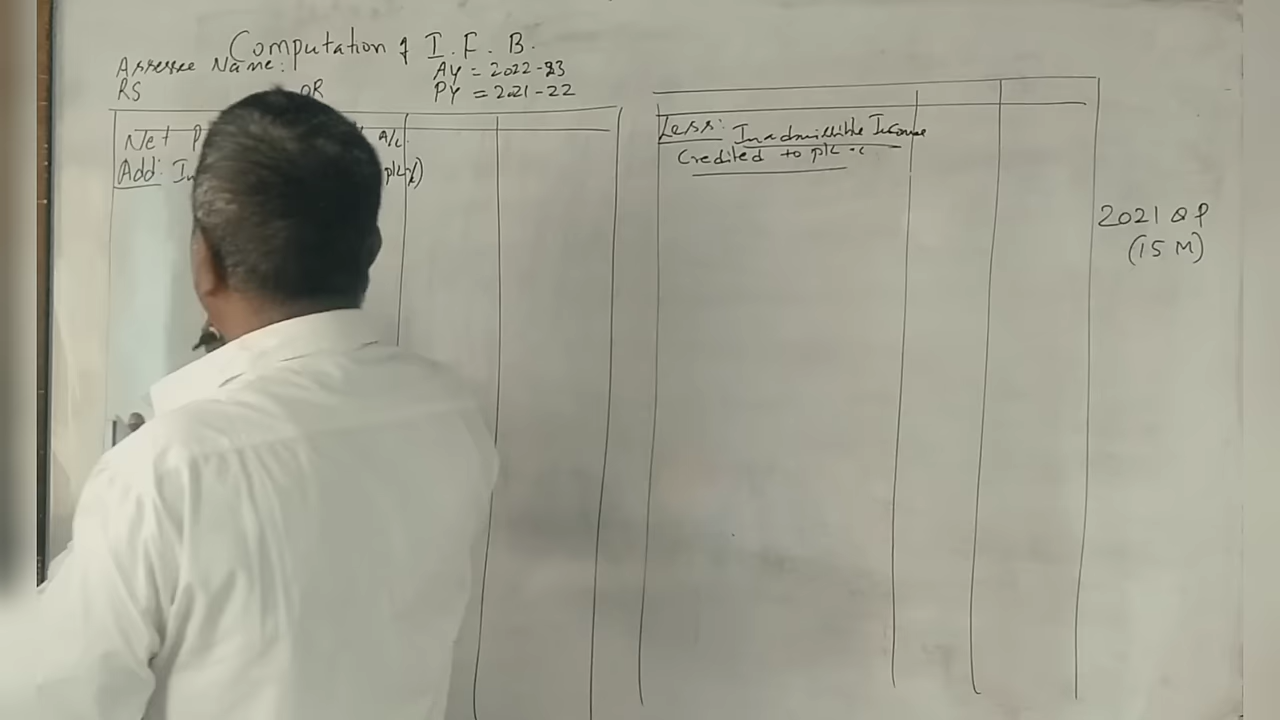 Computation of I. F. B.
Assessee Name: AY = 2022-23
RS OR PY = 2021-22
Net P A/c
Add: In P/L
Less: Inadmissible Income
Credited to P/L
2021 QP
(15 M)